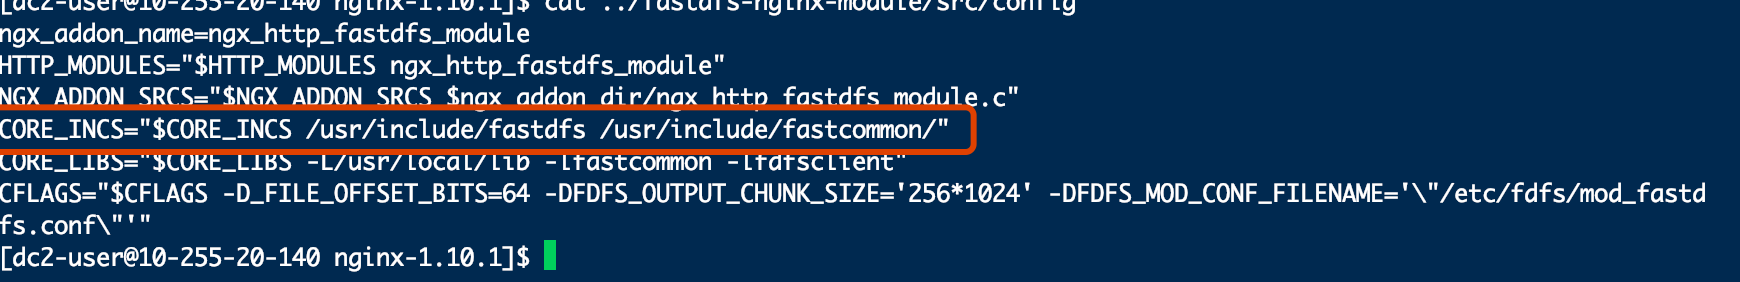 [dc2-user@10-255-20-140 nginx-1.10.1]$ cat ../fastdfs-nginx-module/src/config
ngx_addon_name=ngx_http_fastdfs_module
HTTP_MODULES="$HTTP_MODULES ngx_http_fastdfs_module"
NGX_ADDON_SRCS="$NGX_ADDON_SRCS $ngx_addon_dir/ngx_http_fastdfs_module.c"
CORE_INCS="$CORE_INCS /usr/include/fastdfs /usr/include/fastcommon/"
CORE_LIBS="$CORE_LIBS -L/usr/local/lib -lfastcommon -lfdfsclient"
CFLAGS="$CFLAGS -D_FILE_OFFSET_BITS=64 -DFDFS_OUTPUT_CHUNK_SIZE='256*1024' -DFDFS_MOD_CONF_FILENAME='\"/etc/fdfs/mod_fastd
fs.conf\"'"
[dc2-user@10-255-20-140 nginx-1.10.1]$